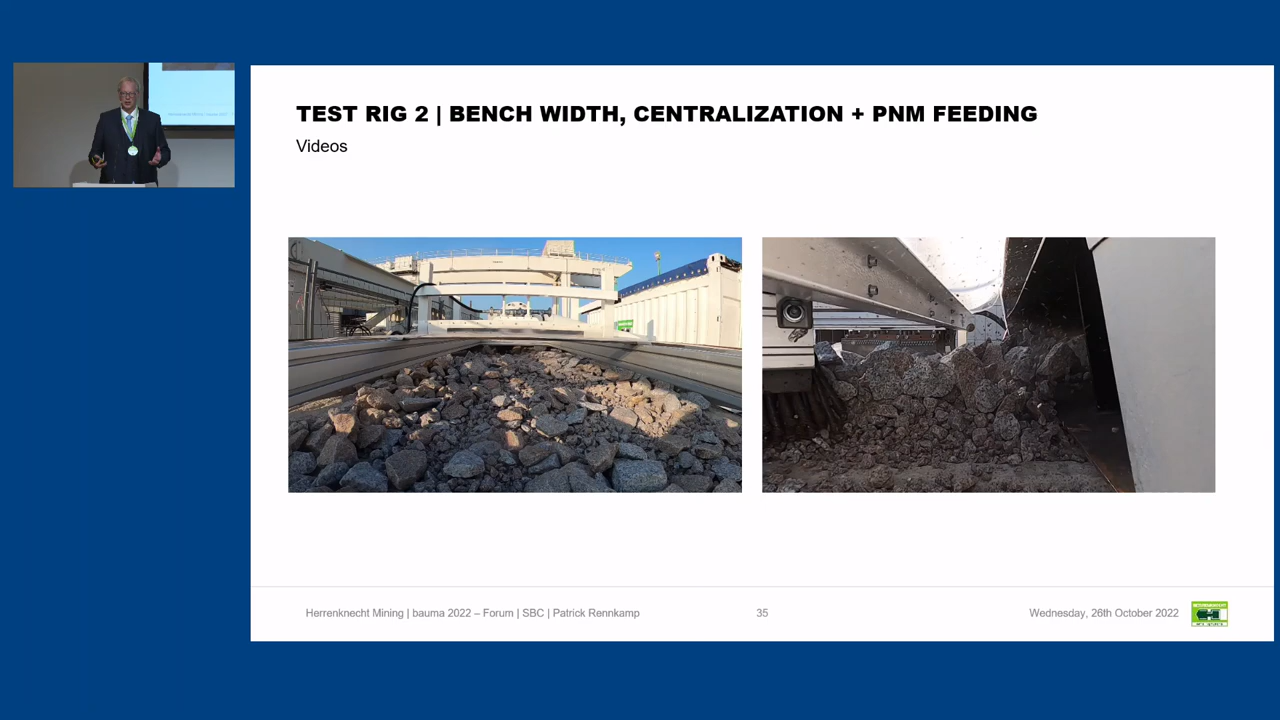 TEST RIG 2 | BENCH WIDTH, CENTRALIZATION + PNM FEEDING
Videos
Herrenknecht Mining | bauma 2022 – Forum | SBC | Patrick Rennkamp
35
Wednesday, 26th October 2022